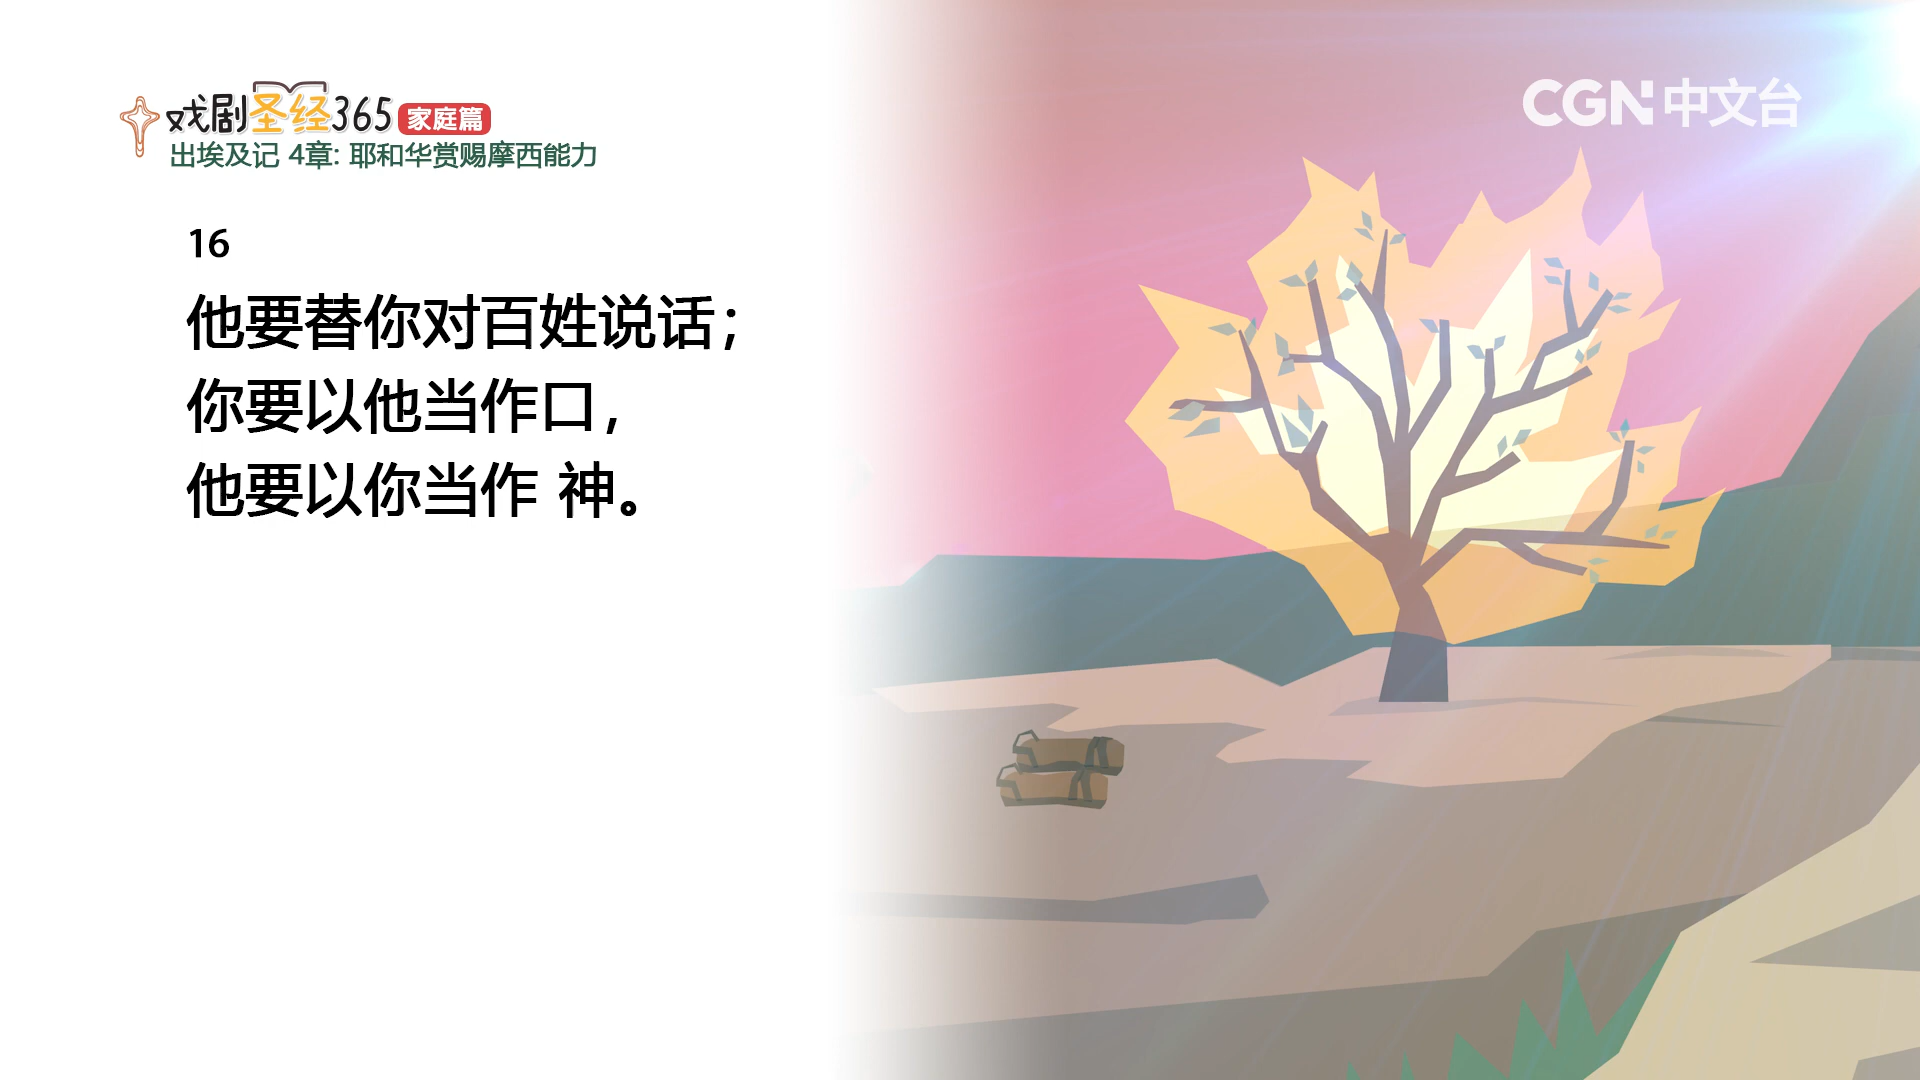 戏剧圣经365 家庭篇
CGN 中文台
出埃及记 4章: 耶和华赏赐摩西能力
16
他要替你对百姓说话；
你要以他当作口，
他要以你当作 神。